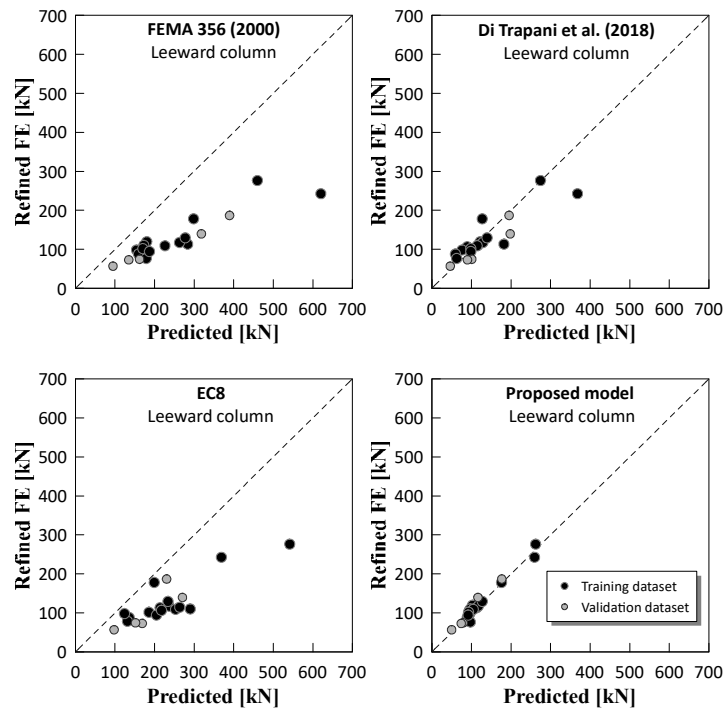 FEMA 356 (2000)
Leeward column
Refined FE [kN]
700
600
500
400
300
200
100
0
0 100 200 300 400 500 600 700
Predicted [kN]
Di Trapani et al. (2018)
Leeward column
Refined FE [kN]
700
600
500
400
300
200
100
0
0 100 200 300 400 500 600 700
Predicted [kN]
EC8
Leeward column
Refined FE [kN]
700
600
500
400
300
200
100
0
0 100 200 300 400 500 600 700
Predicted [kN]
Proposed model
Leeward column
Refined FE [kN]
700
600
500
400
300
200
100
0
Training dataset
Validation dataset
0 100 200 300 400 500 600 700
Predicted [kN]